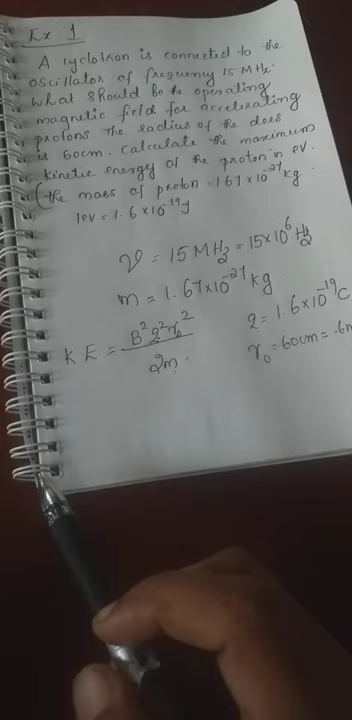 Ex 1
A cyclotron is connected to the
oscillator of frequency 15 MHz.
What should be he operating
magnetic field for accelerating
protons. The radius of the dees
is 60cm. Calculate the maximum
kinetic energy of the proton in eV.
(the mass of proton = 1.67×10⁻²⁷ kg
1ev = 1.6×10⁻¹⁹J
ν = 15 MHz = 15×10⁶ Hz
m = 1.67×10⁻²⁷ kg
q = 1.6×10⁻¹⁹C
KE = B²q²r₀² / 2m.
r₀ = 60cm = .6m